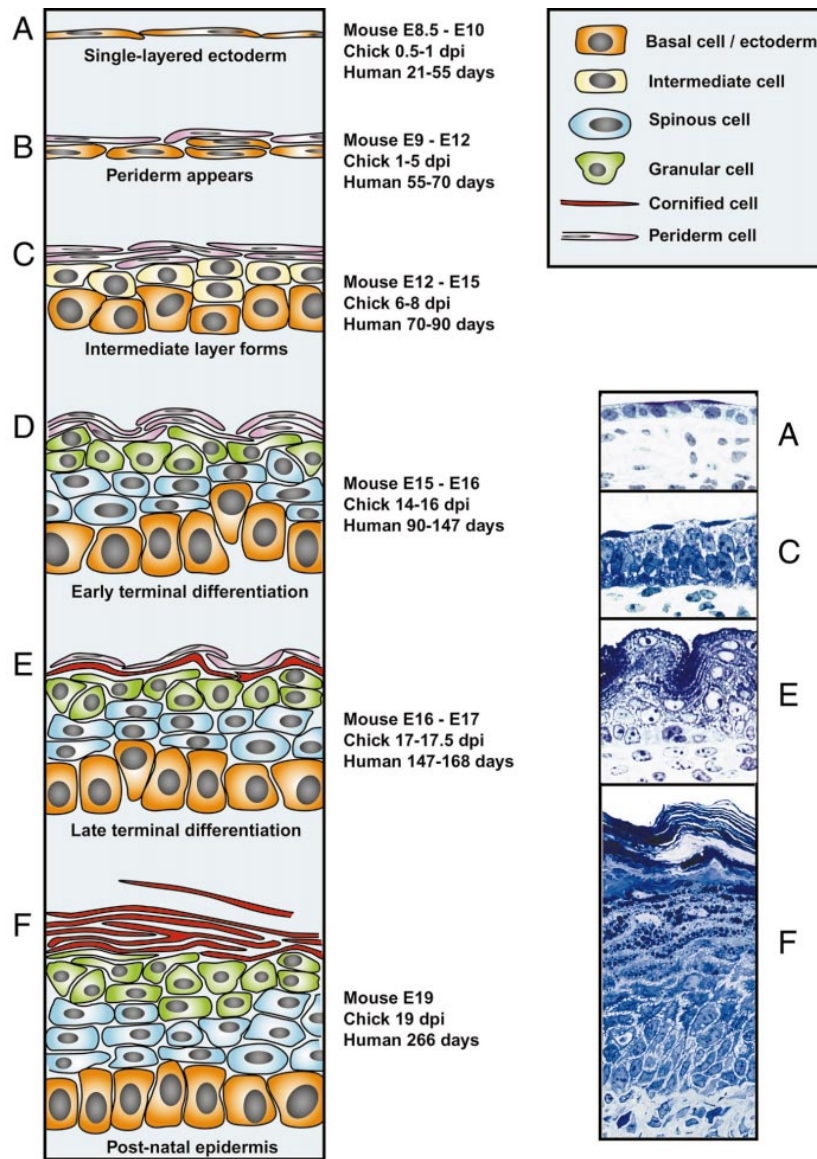 A
Single-layered ectoderm
Mouse E8.5 - E10
Chick 0.5-1 dpi
Human 21-55 days
B
Periderm appears
Mouse E9 - E12
Chick 1-5 dpi
Human 55-70 days
C
Intermediate layer forms
Mouse E12 - E15
Chick 6-8 dpi
Human 70-90 days
D
Early terminal differentiation
Mouse E15 - E16
Chick 14-16 dpi
Human 90-147 days
E
Late terminal differentiation
Mouse E16 - E17
Chick 17-17.5 dpi
Human 147-168 days
F
Post-natal epidermis
Mouse E19
Chick 19 dpi
Human 266 days
Basal cell / ectoderm
Intermediate cell
Spinous cell
Granular cell
Cornified cell
Periderm cell
A
C
E
F